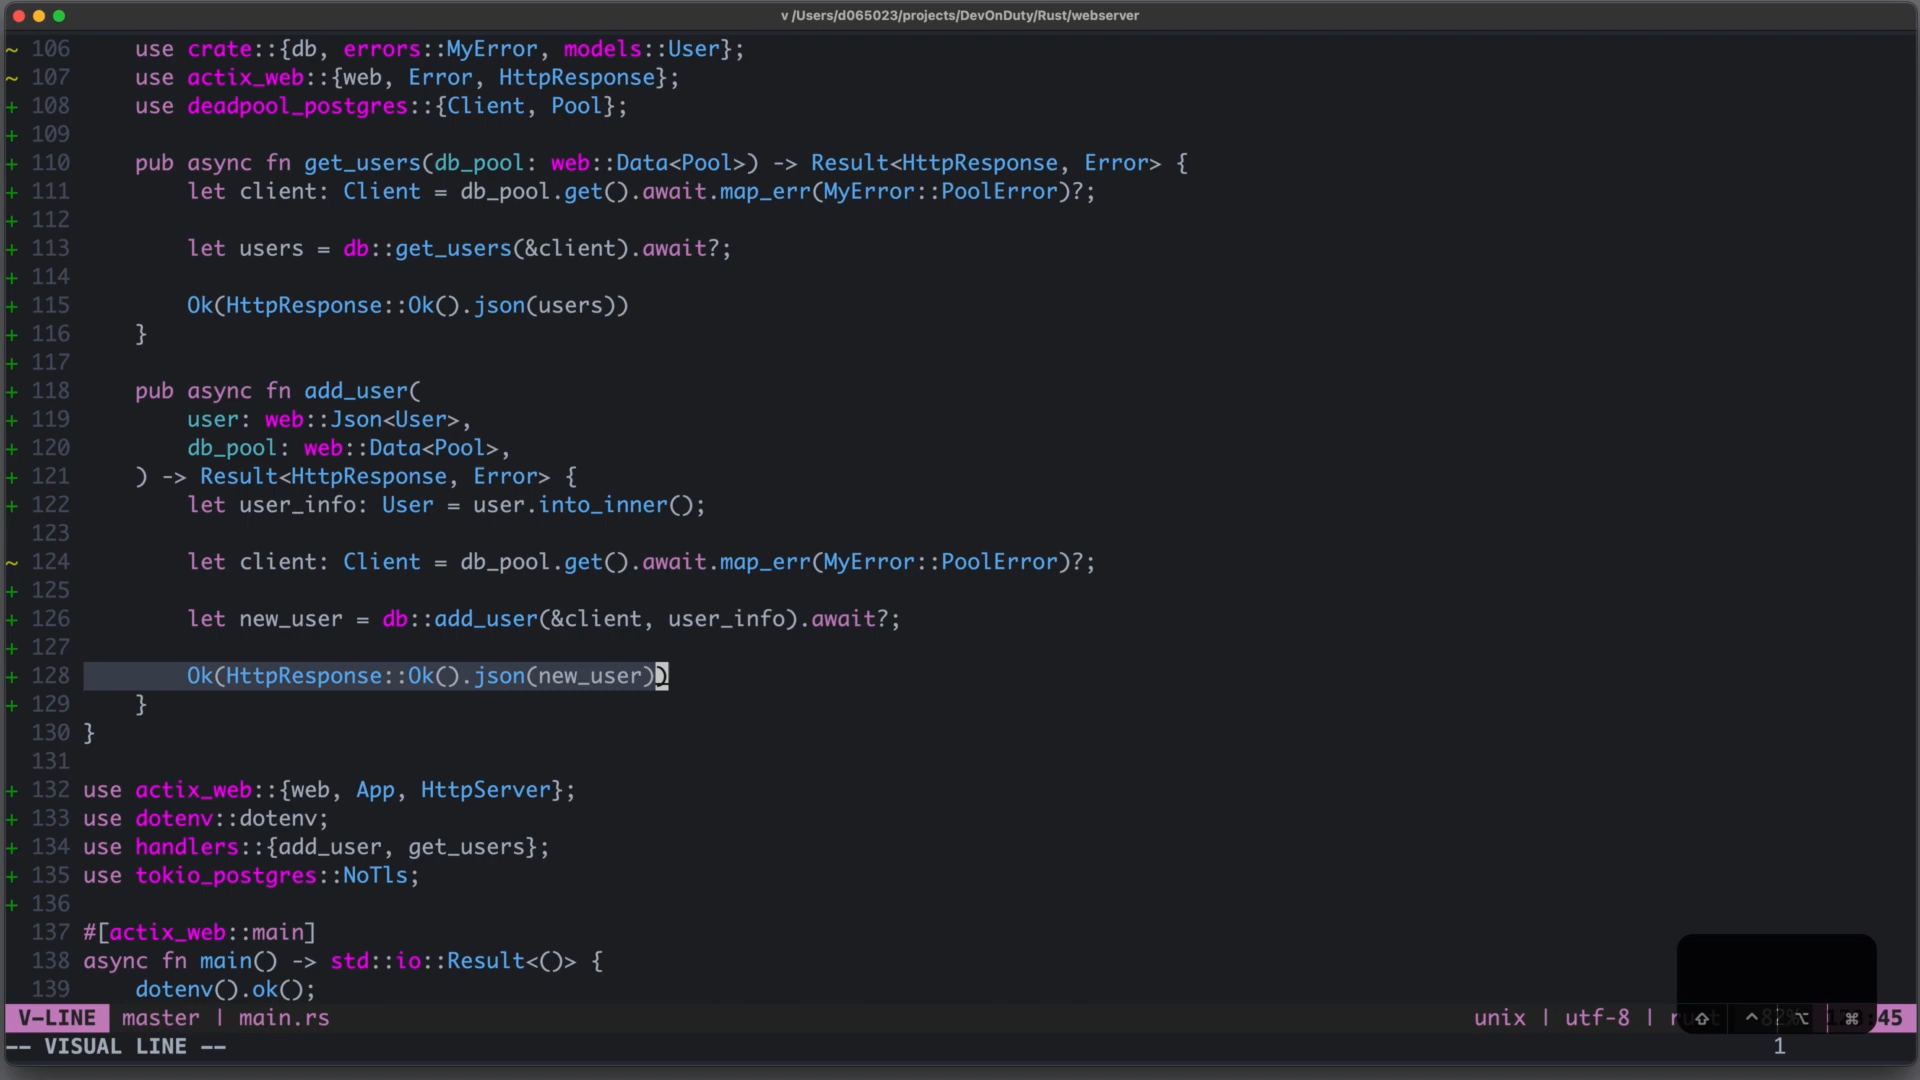 v /Users/d065023/projects/DevOnDuty/Rust/webserver
~ 106     use crate::{db, errors::MyError, models::User};
~ 107     use actix_web::{web, Error, HttpResponse};
+ 108     use deadpool_postgres::{Client, Pool};
+ 109
+ 110     pub async fn get_users(db_pool: web::Data<Pool>) -> Result<HttpResponse, Error> {
+ 111         let client: Client = db_pool.get().await.map_err(MyError::PoolError)?;
+ 112
+ 113         let users = db::get_users(&client).await?;
+ 114
+ 115         Ok(HttpResponse::Ok().json(users))
+ 116     }
+ 117
+ 118     pub async fn add_user(
+ 119         user: web::Json<User>,
+ 120         db_pool: web::Data<Pool>,
+ 121     ) -> Result<HttpResponse, Error> {
+ 122         let user_info: User = user.into_inner();
123
~ 124         let client: Client = db_pool.get().await.map_err(MyError::PoolError)?;
+ 125
+ 126         let new_user = db::add_user(&client, user_info).await?;
+ 127
+ 128         Ok(HttpResponse::Ok().json(new_user))
+ 129     }
130 }
131
+ 132 use actix_web::{web, App, HttpServer};
+ 133 use dotenv::dotenv;
+ 134 use handlers::{add_user, get_users};
+ 135 use tokio_postgres::NoTls;
+ 136
137 #[actix_web::main]
138 async fn main() -> std::io::Result<()> {
139     dotenv().ok();
V-LINE master | main.rs unix | utf-8 | 82% 45
-- VISUAL LINE -- 1